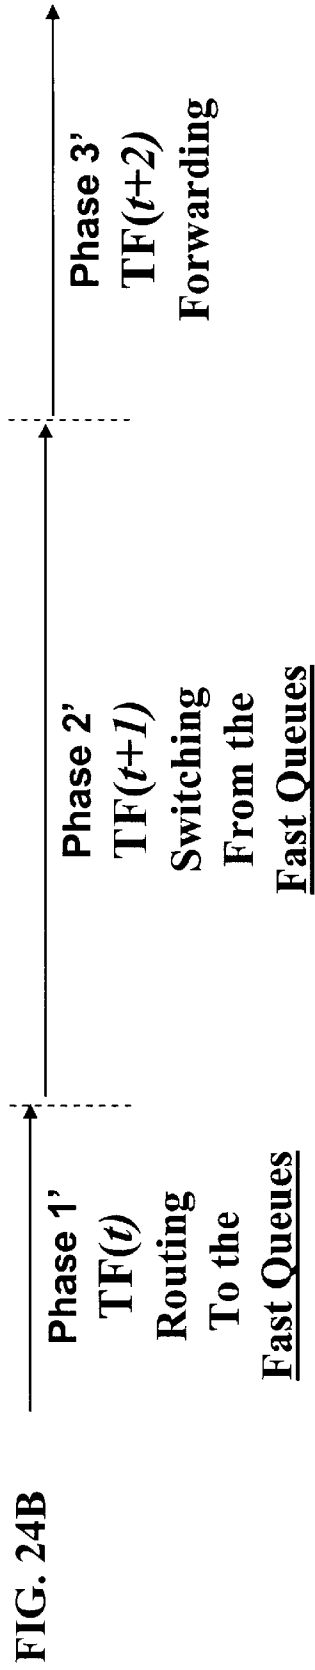 FIG. 24B
Phase 1'
TF(t)
Routing
To the
Fast Queues
Phase 2'
TF(t+1)
Switching
From the
Fast Queues
Phase 3'
TF(t+2)
Forwarding